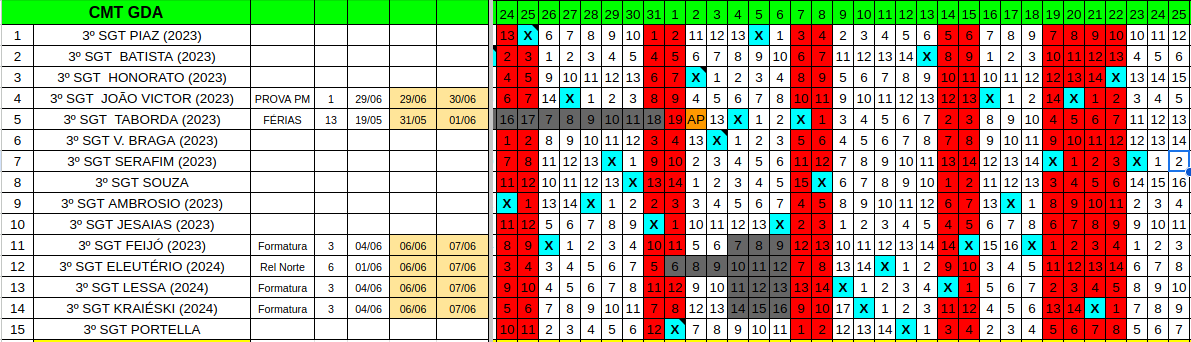 CMT GDA 24 25 26 27 28 29 30 31 1 2 3 4 5 6 7 8 9 10 11 12 13 14 15 16 17 18 19 20 21 22 23 24 25
1 3º SGT PIAZ (2023) 13 X 6 7 8 9 10 1 2 11 12 13 X 1 3 4 2 3 4 5 6 5 6 7 8 9 7 8 9 10 10 11 12
2 3º SGT BATISTA (2023) 2 3 1 2 3 4 5 4 5 6 7 8 9 10 6 7 11 12 13 14 X 8 9 1 2 3 10 11 12 13 4 5 6
3 3º SGT HONORATO (2023) 4 5 9 10 11 12 13 6 7 X 1 2 3 4 8 9 5 6 7 8 9 10 11 10 11 12 12 13 14 X 13 14 15
4 3º SGT JOÃO VICTOR (2023) PROVA PM 1 29/06 29/06 30/06 6 7 14 X 1 2 3 8 9 4 5 6 7 8 10 11 9 10 11 12 13 12 13 X 1 2 14 X 1 2 3 4 5
5 3º SGT TABORDA (2023) FÉRIAS 13 19/05 31/05 01/06 16 17 7 8 9 10 11 18 19 AP 13 X 1 2 X 1 3 4 5 6 7 2 3 8 9 10 4 5 6 7 11 12 13
6 3º SGT V. BRAGA (2023) 1 2 8 9 10 11 12 3 4 13 X 1 2 3 5 6 4 5 6 7 8 7 8 9 10 11 9 10 11 12 12 13 14
7 3º SGT SERAFIM (2023) 7 8 11 12 13 X 1 9 10 2 3 4 5 6 11 12 7 8 9 10 11 13 14 12 13 14 X 1 2 3 X 1 2
8 3º SGT SOUZA 11 12 10 11 12 13 X 13 14 1 2 3 4 5 15 X 6 7 8 9 10 1 2 11 12 13 3 4 5 6 14 15 16
9 3º SGT AMBROSIO (2023) X 1 13 14 X 1 2 2 3 3 4 5 6 7 4 5 8 9 10 11 12 6 7 13 X 1 8 9 10 11 2 3 4
10 3º SGT JESAIAS (2023) 11 12 5 6 7 8 9 X 1 10 11 12 13 X 2 3 1 2 3 4 5 4 5 6 7 8 6 7 8 9 9 10 11
11 3º SGT FEIJÓ (2023) Formatura 3 04/06 06/06 07/06 8 9 X 1 2 3 4 10 11 5 6 7 8 9 12 13 10 11 12 13 14 14 X 15 16 X 1 2 3 4 1 2 3
12 3º SGT ELEUTÉRIO (2024) Rel Norte 6 01/06 06/06 07/06 3 4 3 4 5 6 7 5 6 8 9 10 11 12 7 8 13 14 X 1 2 9 10 3 4 5 11 12 13 14 6 7 8
13 3º SGT LESSA (2024) Formatura 3 04/06 06/06 07/06 9 10 4 5 6 7 8 11 12 9 10 11 12 13 13 14 X 1 2 3 4 X 1 5 6 7 2 3 4 5 8 9 10
14 3º SGT KRAIÉSKI (2024) Formatura 3 04/06 06/06 07/06 5 6 7 8 9 10 11 7 8 12 13 14 15 16 9 10 17 X 1 2 3 11 12 4 5 6 13 14 X 1 7 8 9
15 3º SGT PORTELLA 10 11 2 3 4 5 6 12 X 7 8 9 10 11 1 2 12 13 14 X 1 3 4 2 3 4 5 6 7 8 5 6 7